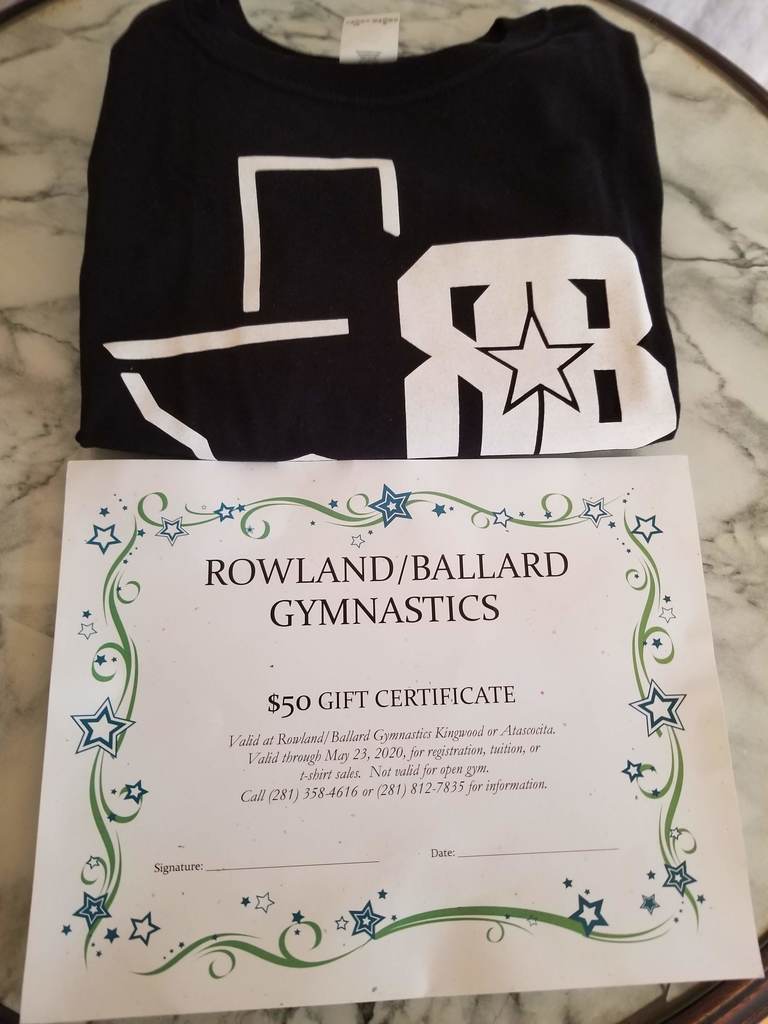 RB
ROWLAND/BALLARD
GYMNASTICS
$50 GIFT CERTIFICATE
Valid at Rowland/Ballard Gymnastics Kingwood or Atascocita.
Valid through May 23, 2020, for registration, tuition, or
t-shirt sales. Not valid for open gym.
Call (281) 358-4616 or (281) 812-7835 for information.
Signature:
Date: